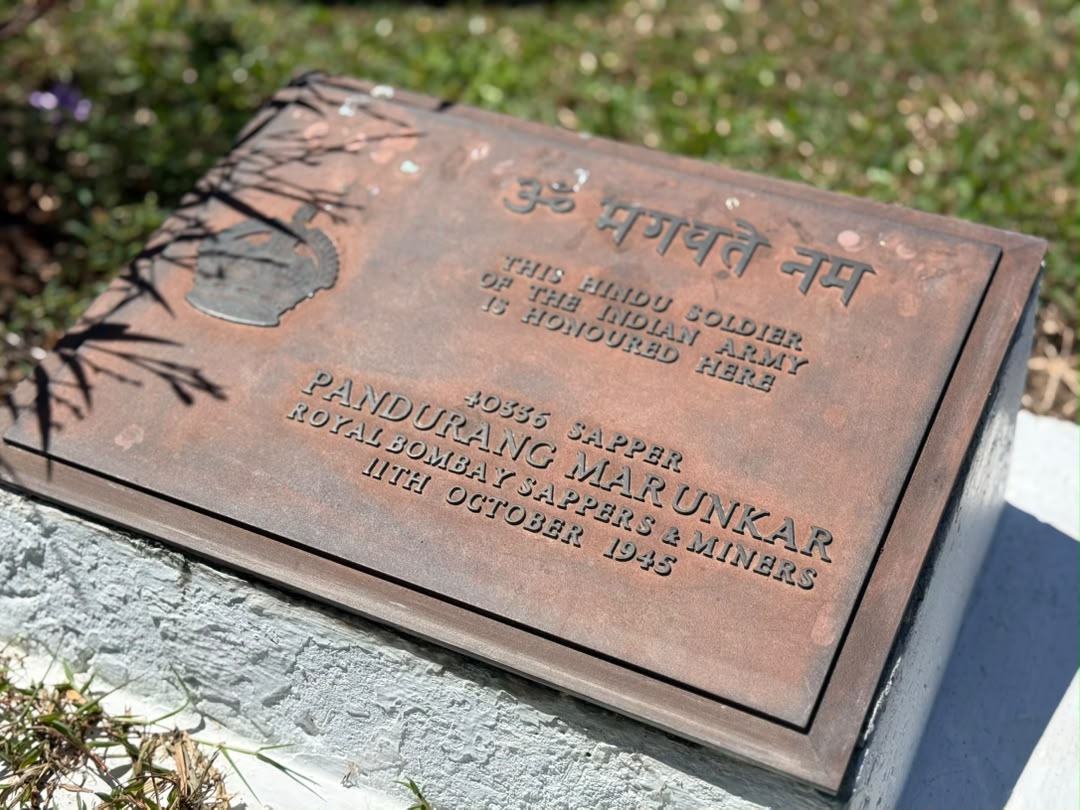 ॐ भगवते नमः
THIS HINDU SOLDIER
OF THE INDIAN ARMY
IS HONOURED HERE
40336 SAPPER
PANDURANG MARUNKAR
ROYAL BOMBAY SAPPERS & MINERS
11TH OCTOBER 1945